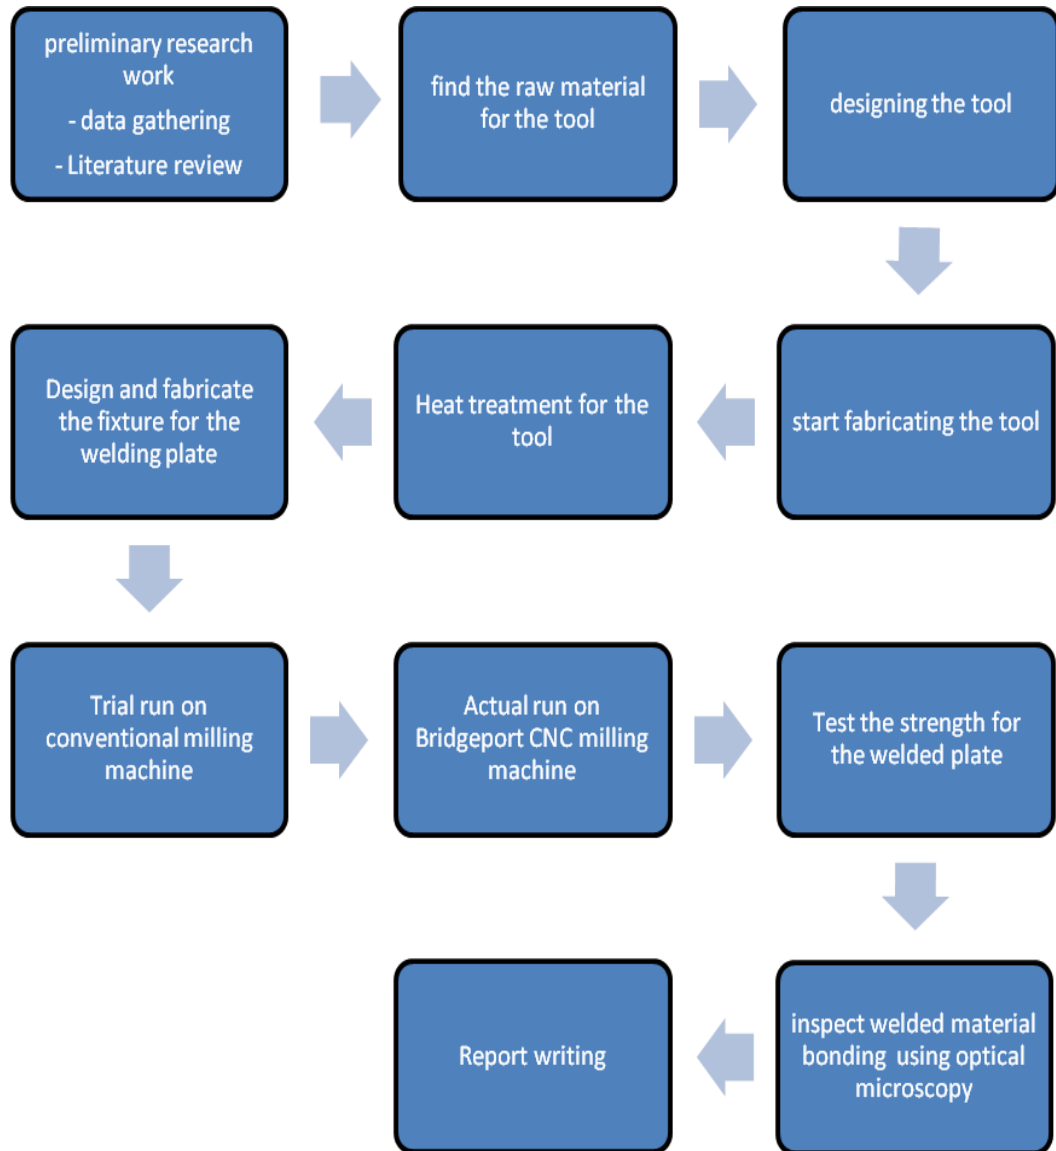 preliminary research
work
- data gathering
- Literature review
find the raw material
for the tool
designing the tool
start fabricating the tool
Heat treatment for the
tool
Design and fabricate
the fixture for the
welding plate
Trial run on
conventional milling
machine
Actual run on
Bridgeport CNC milling
machine
Test the strength for
the welded plate
inspect welded material
bonding using optical
microscopy
Report writing